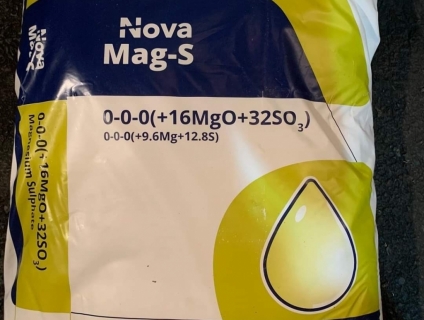 Nova
Mag-S
0-0-0(+16MgO+32SO₃)
0-0-0(+9.6Mg+12.8S)
Nova
0-0-0(+16MgO+32SO₃)
Magnesium Sulphate